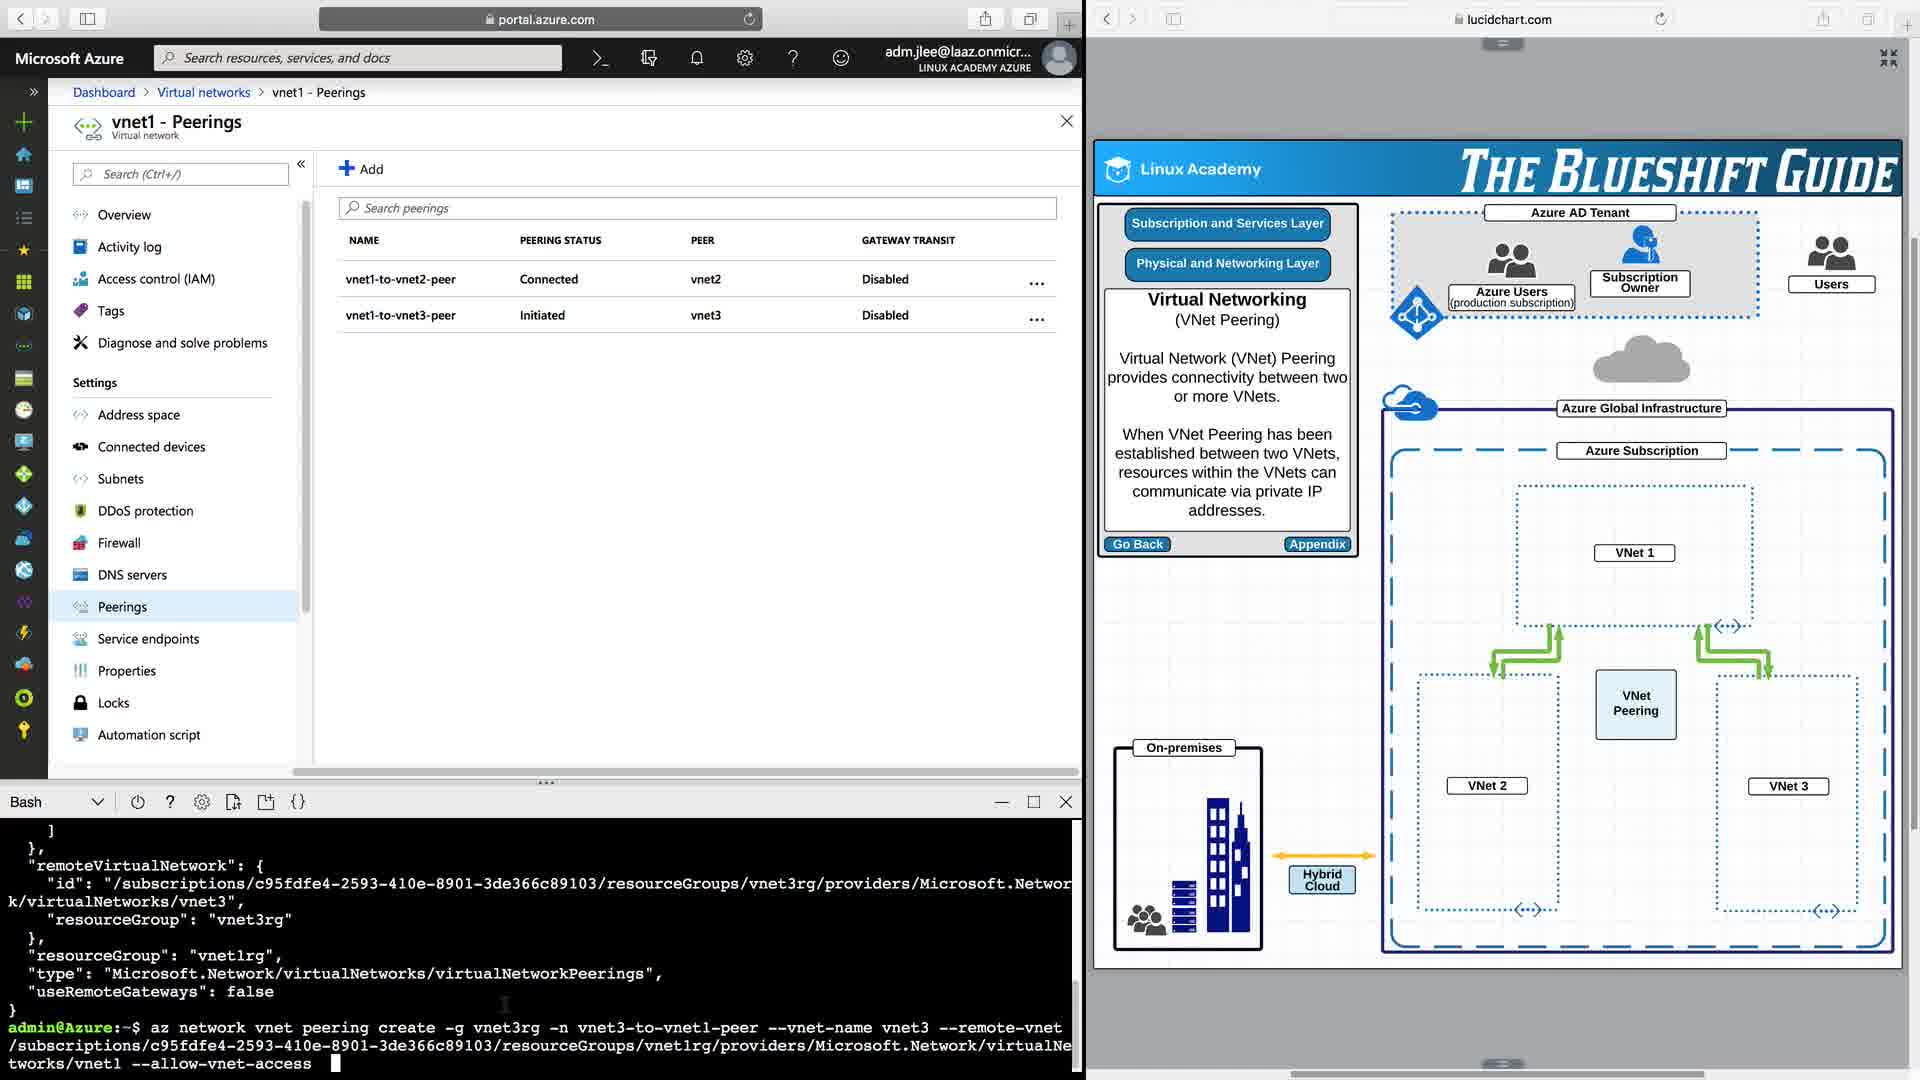 portal.azure.com
Microsoft Azure
Search resources, services, and docs
adm.jlee@laaz.onmicr...
LINUX ACADEMY AZURE
Dashboard > Virtual networks > vnet1 - Peerings
vnet1 - Peerings
Virtual network
Search (Ctrl+/)
Overview
Activity log
Access control (IAM)
Tags
Diagnose and solve problems
Settings
Address space
Connected devices
Subnets
DDoS protection
Firewall
DNS servers
Peerings
Service endpoints
Properties
Locks
Automation script
Add
Search peerings
NAME PEERING STATUS PEER GATEWAY TRANSIT
vnet1-to-vnet2-peer Connected vnet2 Disabled ...
vnet1-to-vnet3-peer Initiated vnet3 Disabled ...
Bash
]
},
"remoteVirtualNetwork": {
"id": "/subscriptions/c95fdfe4-2593-410e-8901-3de366c89103/resourceGroups/vnet3rg/providers/Microsoft.Networ
k/virtualNetworks/vnet3",
"resourceGroup": "vnet3rg"
},
"resourceGroup": "vnet1rg",
"type": "Microsoft.Network/virtualNetworks/virtualNetworkPeerings",
"useRemoteGateways": false
}
admin@Azure:~$ az network vnet peering create -g vnet3rg -n vnet3-to-vnet1-peer --vnet-name vnet3 --remote-vnet
/subscriptions/c95fdfe4-2593-410e-8901-3de366c89103/resourceGroups/vnet1rg/providers/Microsoft.Network/virtualNe
tworks/vnet1 --allow-vnet-access
lucidchart.com
Linux Academy
THE BLUESHIFT GUIDE
Subscription and Services Layer
Physical and Networking Layer
Virtual Networking
(VNet Peering)
Virtual Network (VNet) Peering
provides connectivity between two
or more VNets.
When VNet Peering has been
established between two VNets,
resources within the VNets can
communicate via private IP
addresses.
Go Back
Appendix
Azure AD Tenant
Azure Users
(production subscription)
Subscription
Owner
Users
Azure Global Infrastructure
Azure Subscription
VNet 1
VNet
Peering
VNet 2
VNet 3
On-premises
Hybrid
Cloud